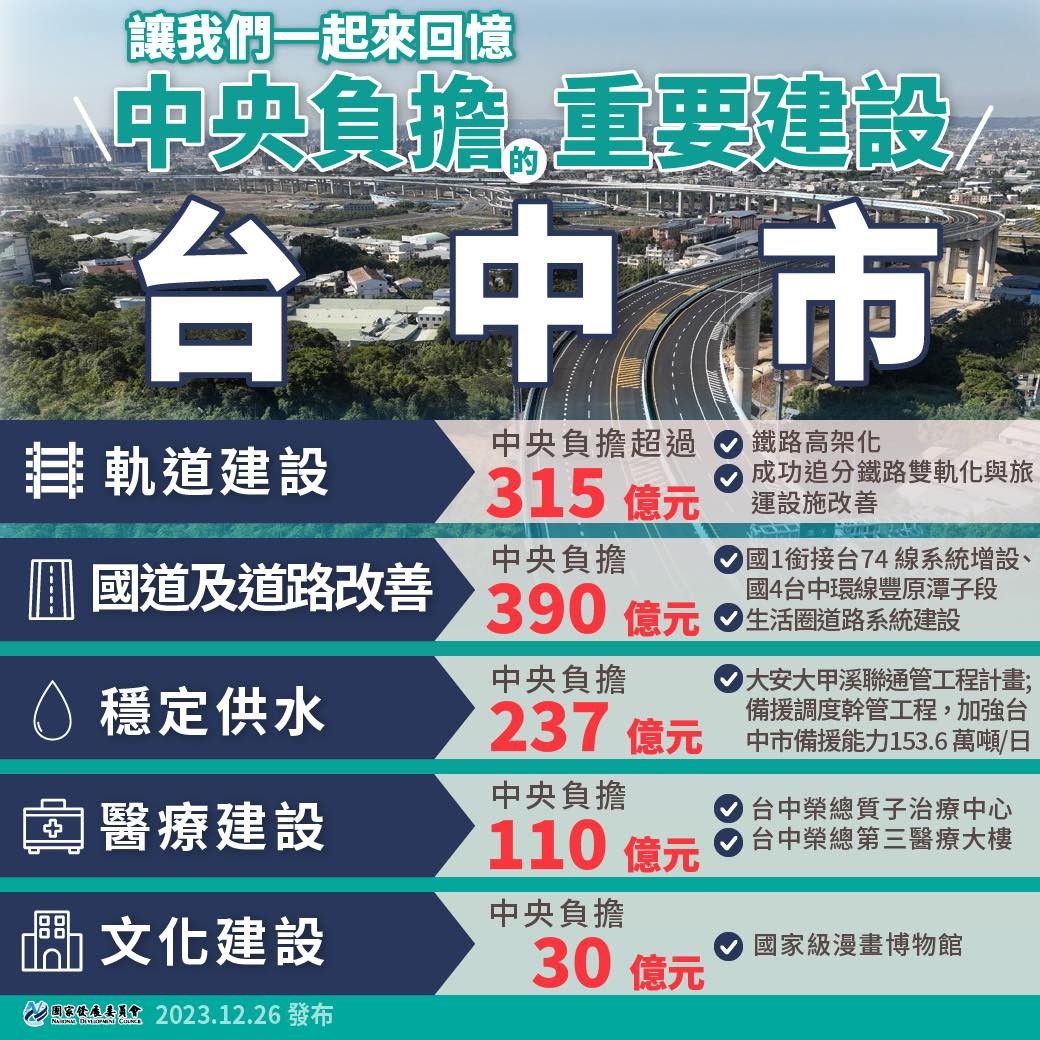 讓我們一起來回憶
中央負擔的重要建設
台中市
軌道建設
中央負擔超過
315 億元
鐵路高架化
成功追分鐵路雙軌化與旅
運設施改善
國道及道路改善
中央負擔
390 億元
國1銜接台74 線系統增設、
國4台中環線豐原潭子段
生活圈道路系統建設
穩定供水
中央負擔
237 億元
大安大甲溪聯通管工程計畫;
備援調度幹管工程，加強台
中市備援能力153.6 萬噸/日
醫療建設
中央負擔
110 億元
台中榮總質子治療中心
台中榮總第三醫療大樓
文化建設
中央負擔
30 億元
國家級漫畫博物館
國家發展委員會
NATIONAL DEVELOPMENT COUNCIL
2023.12.26 發布